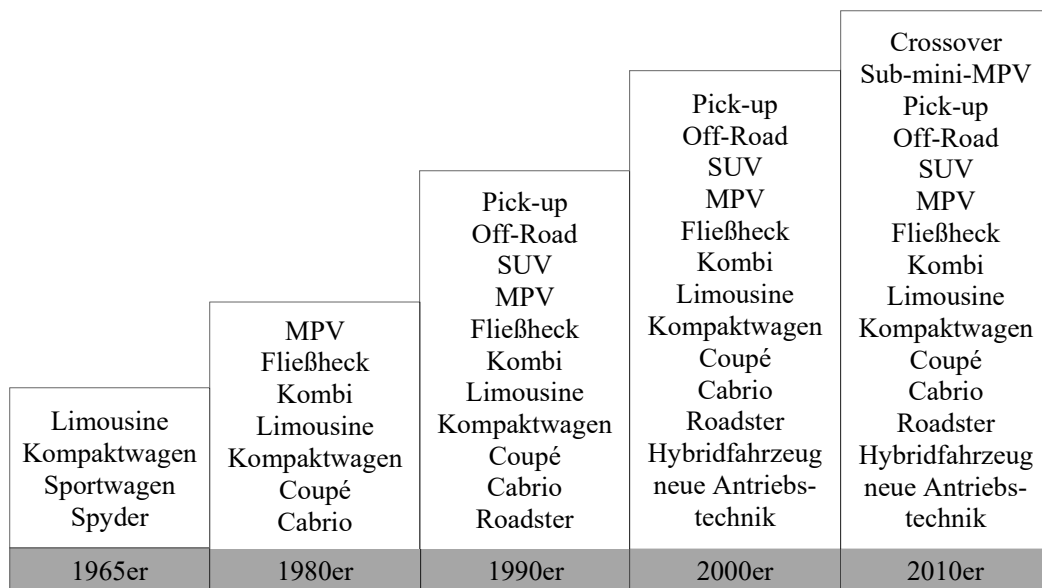 Limousine
Kompaktwagen
Sportwagen
Spyder
1965er
MPV
Fließheck
Kombi
Limousine
Kompaktwagen
Coupé
Cabrio
1980er
Pick-up
Off-Road
SUV
MPV
Fließheck
Kombi
Limousine
Kompaktwagen
Coupé
Cabrio
Roadster
1990er
Pick-up
Off-Road
SUV
MPV
Fließheck
Kombi
Limousine
Kompaktwagen
Coupé
Cabrio
Roadster
Hybridfahrzeug
neue Antriebs-
technik
2000er
Crossover
Sub-mini-MPV
Pick-up
Off-Road
SUV
MPV
Fließheck
Kombi
Limousine
Kompaktwagen
Coupé
Cabrio
Roadster
Hybridfahrzeug
neue Antriebs-
technik
2010er